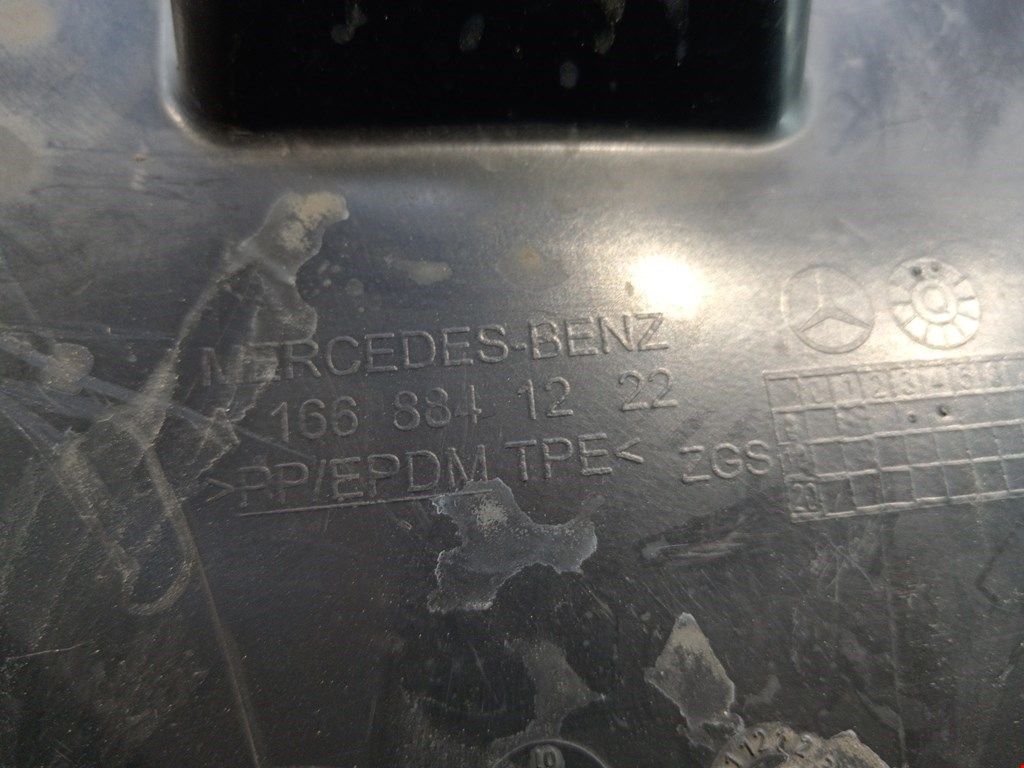 MERCEDES-BENZ
166 884 12 22
>PP/EPDM TPE<
ZGS